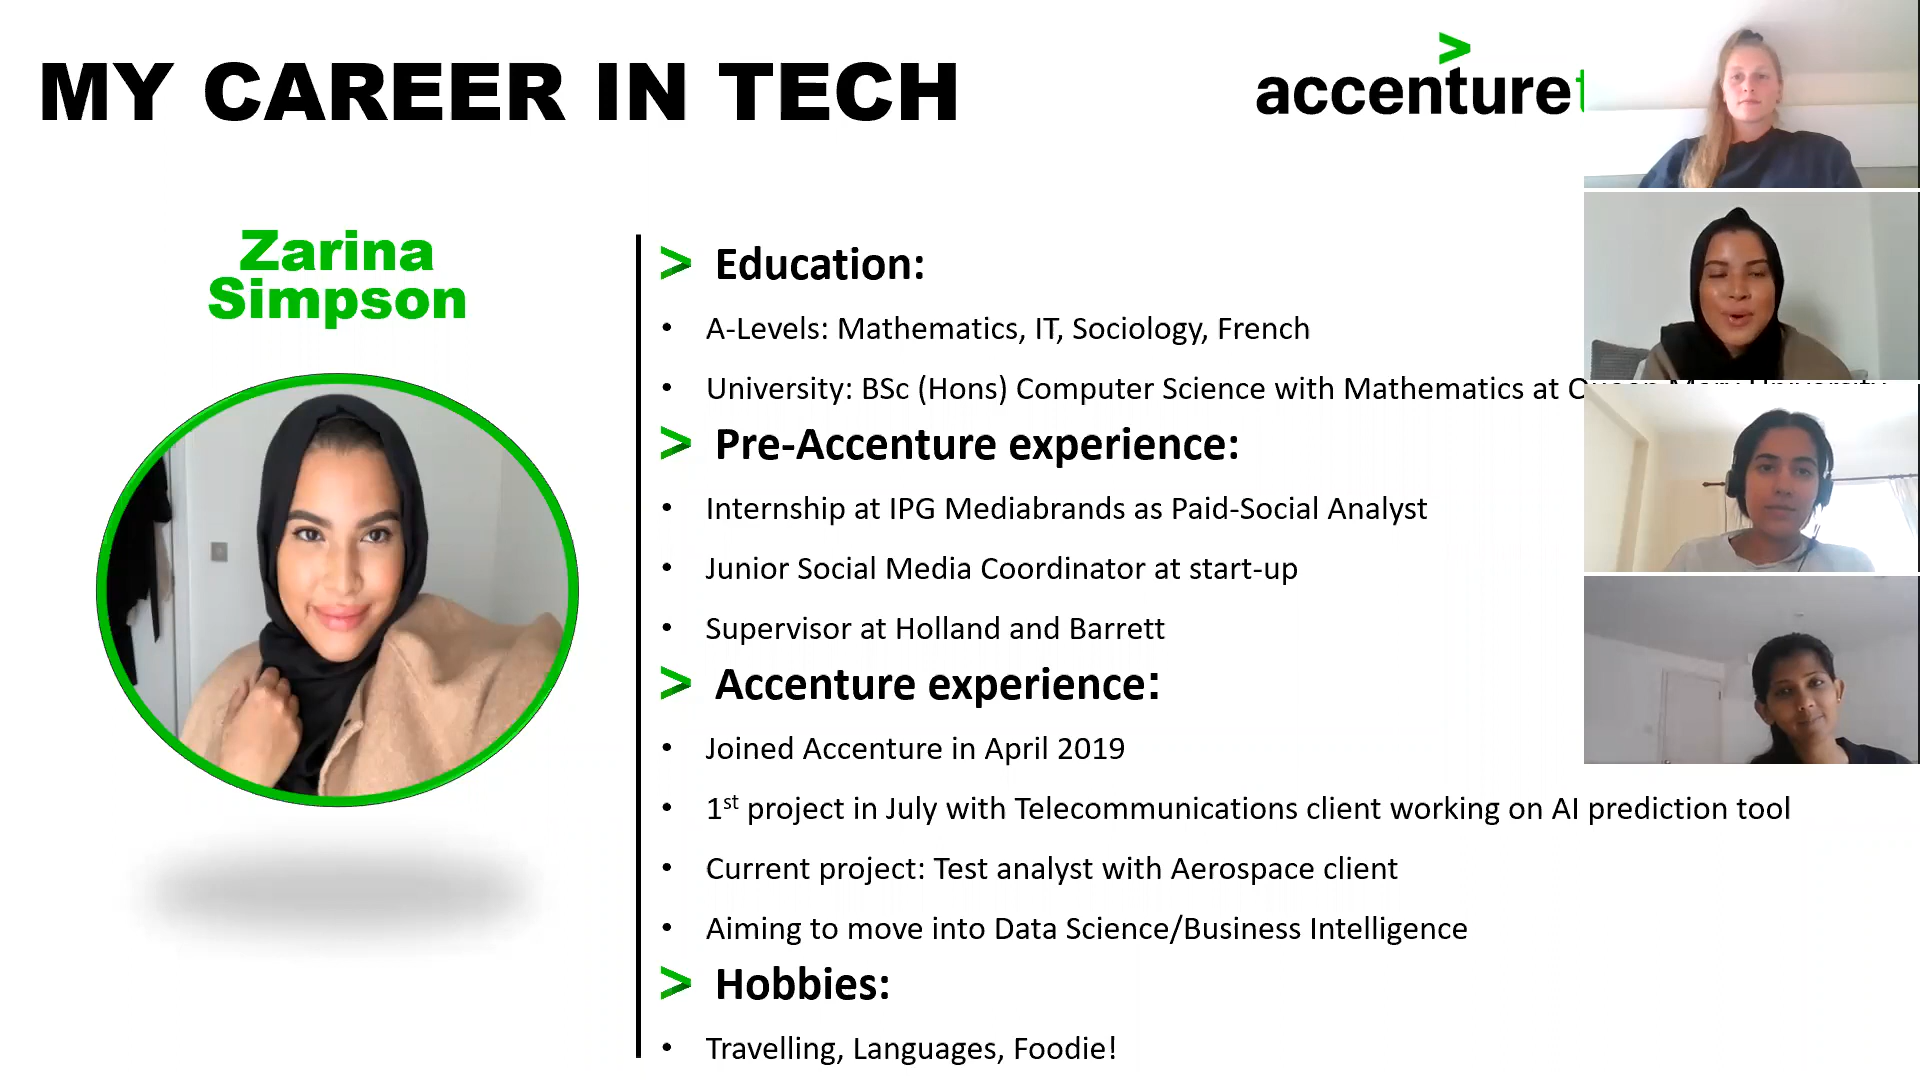 MY CAREER IN TECH
>
accenture
Zarina
Simpson
> Education:
• A-Levels: Mathematics, IT, Sociology, French
• University: BSc (Hons) Computer Science with Mathematics at
> Pre-Accenture experience:
• Internship at IPG Mediabrands as Paid-Social Analyst
• Junior Social Media Coordinator at start-up
• Supervisor at Holland and Barrett
> Accenture experience:
• Joined Accenture in April 2019
• 1st project in July with Telecommunications client working on AI prediction tool
• Current project: Test analyst with Aerospace client
• Aiming to move into Data Science/Business Intelligence
> Hobbies:
• Travelling, Languages, Foodie!